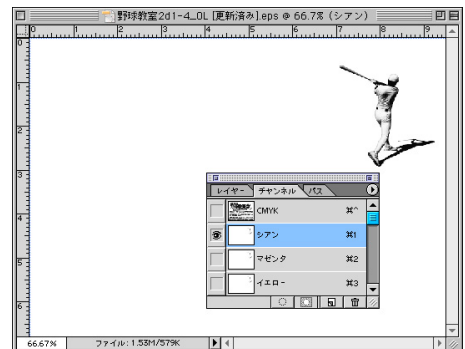 野球教室2d1-4_OL [更新済み].eps @ 66.7% (シアン)
0 1 2 3 4 5 6 7 8 9
0
1
2
3
4
5
6
レイヤー チャンネル パス
CMYK ⌘^
シアン ⌘1
マゼンタ ⌘2
イエロー ⌘3
66.67% ファイル: 1.53M/579K